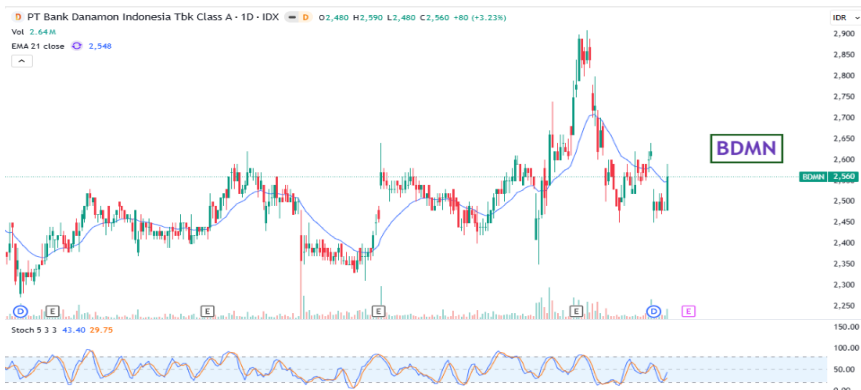 D PT Bank Danamon Indonesia Tbk Class A · 1D · IDX D O2,480 H2,590 L2,480 C2,560 +80 (+3.23%)
IDR
Vol 2.64M
EMA 21 close 2,548
2,900
2,850
2,800
2,750
2,700
2,650
BDMN
2,600
BDMN 2,560
2,550
2,500
2,450
2,400
2,350
2,300
2,250
D E E E E D E
Stoch 5 3 3 43.40 29.75
150.00
100.00
50.00
0.00